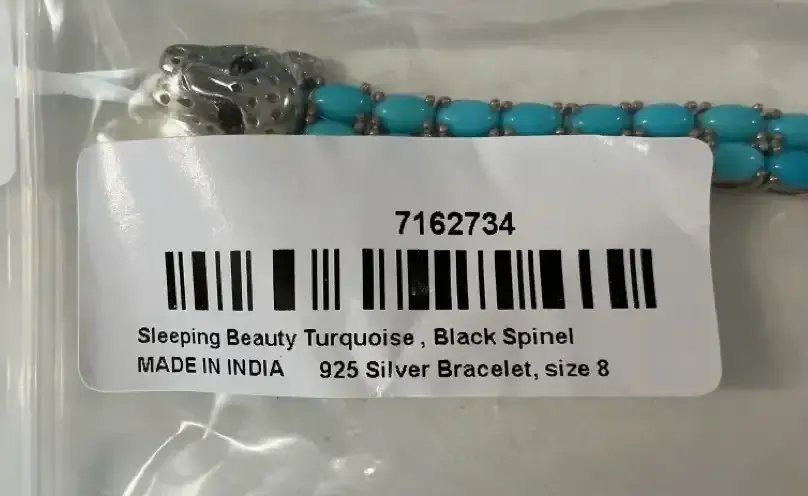 7162734
Sleeping Beauty Turquoise , Black Spinel
MADE IN INDIA 925 Silver Bracelet, size 8